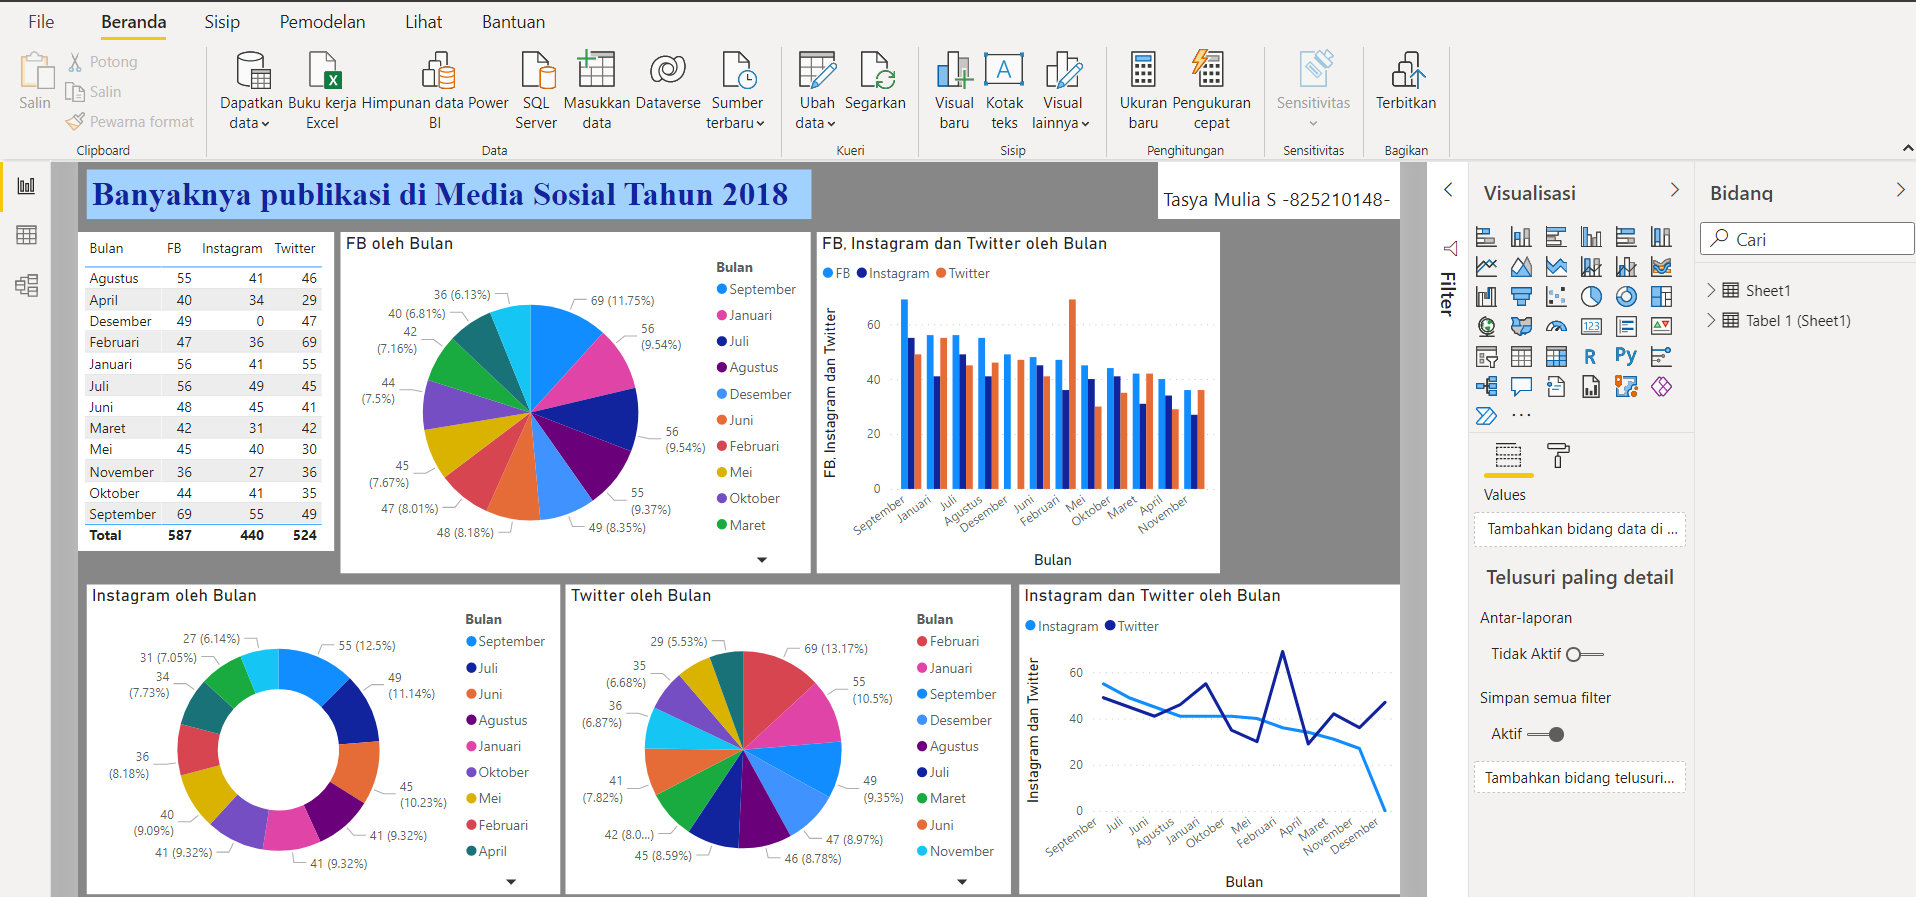 File Beranda Sisip Pemodelan Lihat Bantuan
Salin
Potong
Salin
Pewarna format
Clipboard
Dapatkan data
Buku kerja Excel
Himpunan data Power BI
SQL Server
Masukkan data
Dataverse
Sumber terbaru
Data
Ubah data
Segarkan
Kueri
Visual baru
Kotak teks
Visual lainnya
Sisip
Ukuran baru
Pengukuran cepat
Penghitungan
Sensitivitas
Sensitivitas
Terbitkan
Bagikan
Banyaknya publikasi di Media Sosial Tahun 2018
Tasya Mulia S -825210148-
Bulan FB Instagram Twitter
Agustus 55 41 46
April 40 34 29
Desember 49 0 47
Februari 47 36 69
Januari 56 41 55
Juli 56 49 45
Juni 48 45 41
Maret 42 31 42
Mei 45 40 30
November 36 27 36
Oktober 44 41 35
September 69 55 49
Total 587 440 524
FB oleh Bulan
69 (11.75%)
56 (9.54%)
56 (9.54%)
55 (9.37%)
49 (8.35%)
48 (8.18%)
47 (8.01%)
45 (7.67%)
44 (7.5%)
42 (7.16%)
40 (6.81%)
36 (6.13%)
Bulan
September
Januari
Juli
Agustus
Desember
Juni
Februari
Mei
Oktober
Maret
FB, Instagram dan Twitter oleh Bulan
FB Instagram Twitter
FB, Instagram dan Twitter
60
40
20
0
September Januari Juli Agustus Desember Juni Februari Mei Oktober Maret April November
Bulan
Instagram oleh Bulan
55 (12.5%)
49 (11.14%)
45 (10.23%)
41 (9.32%)
41 (9.32%)
41 (9.32%)
40 (9.09%)
36 (8.18%)
34 (7.73%)
31 (7.05%)
27 (6.14%)
Bulan
September
Juli
Juni
Agustus
Januari
Oktober
Mei
Februari
April
Twitter oleh Bulan
69 (13.17%)
55 (10.5%)
49 (9.35%)
47 (8.97%)
46 (8.78%)
45 (8.59%)
42 (8.0...)
41 (7.82%)
36 (6.87%)
35 (6.68%)
29 (5.53%)
Bulan
Februari
Januari
September
Desember
Agustus
Juli
Maret
Juni
November
Instagram dan Twitter oleh Bulan
Instagram Twitter
Instagram dan Twitter
60
40
20
0
September Juli Juni Agustus Januari Oktober Mei Februari April Maret November Desember
Bulan
Filter
Visualisasi
123
R
Py
Values
Tambahkan bidang data di ...
Telusuri paling detail
Antar-laporan
Tidak Aktif
Simpan semua filter
Aktif
Tambahkan bidang telusuri...
Bidang
Cari
Sheet1
Tabel 1 (Sheet1)